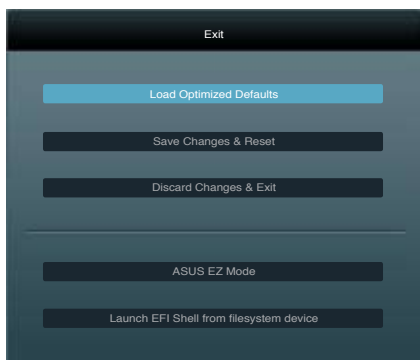 Exit
Load Optimized Defaults
Save Changes & Reset
Discard Changes & Exit
ASUS EZ Mode
Launch EFI Shell from filesystem device